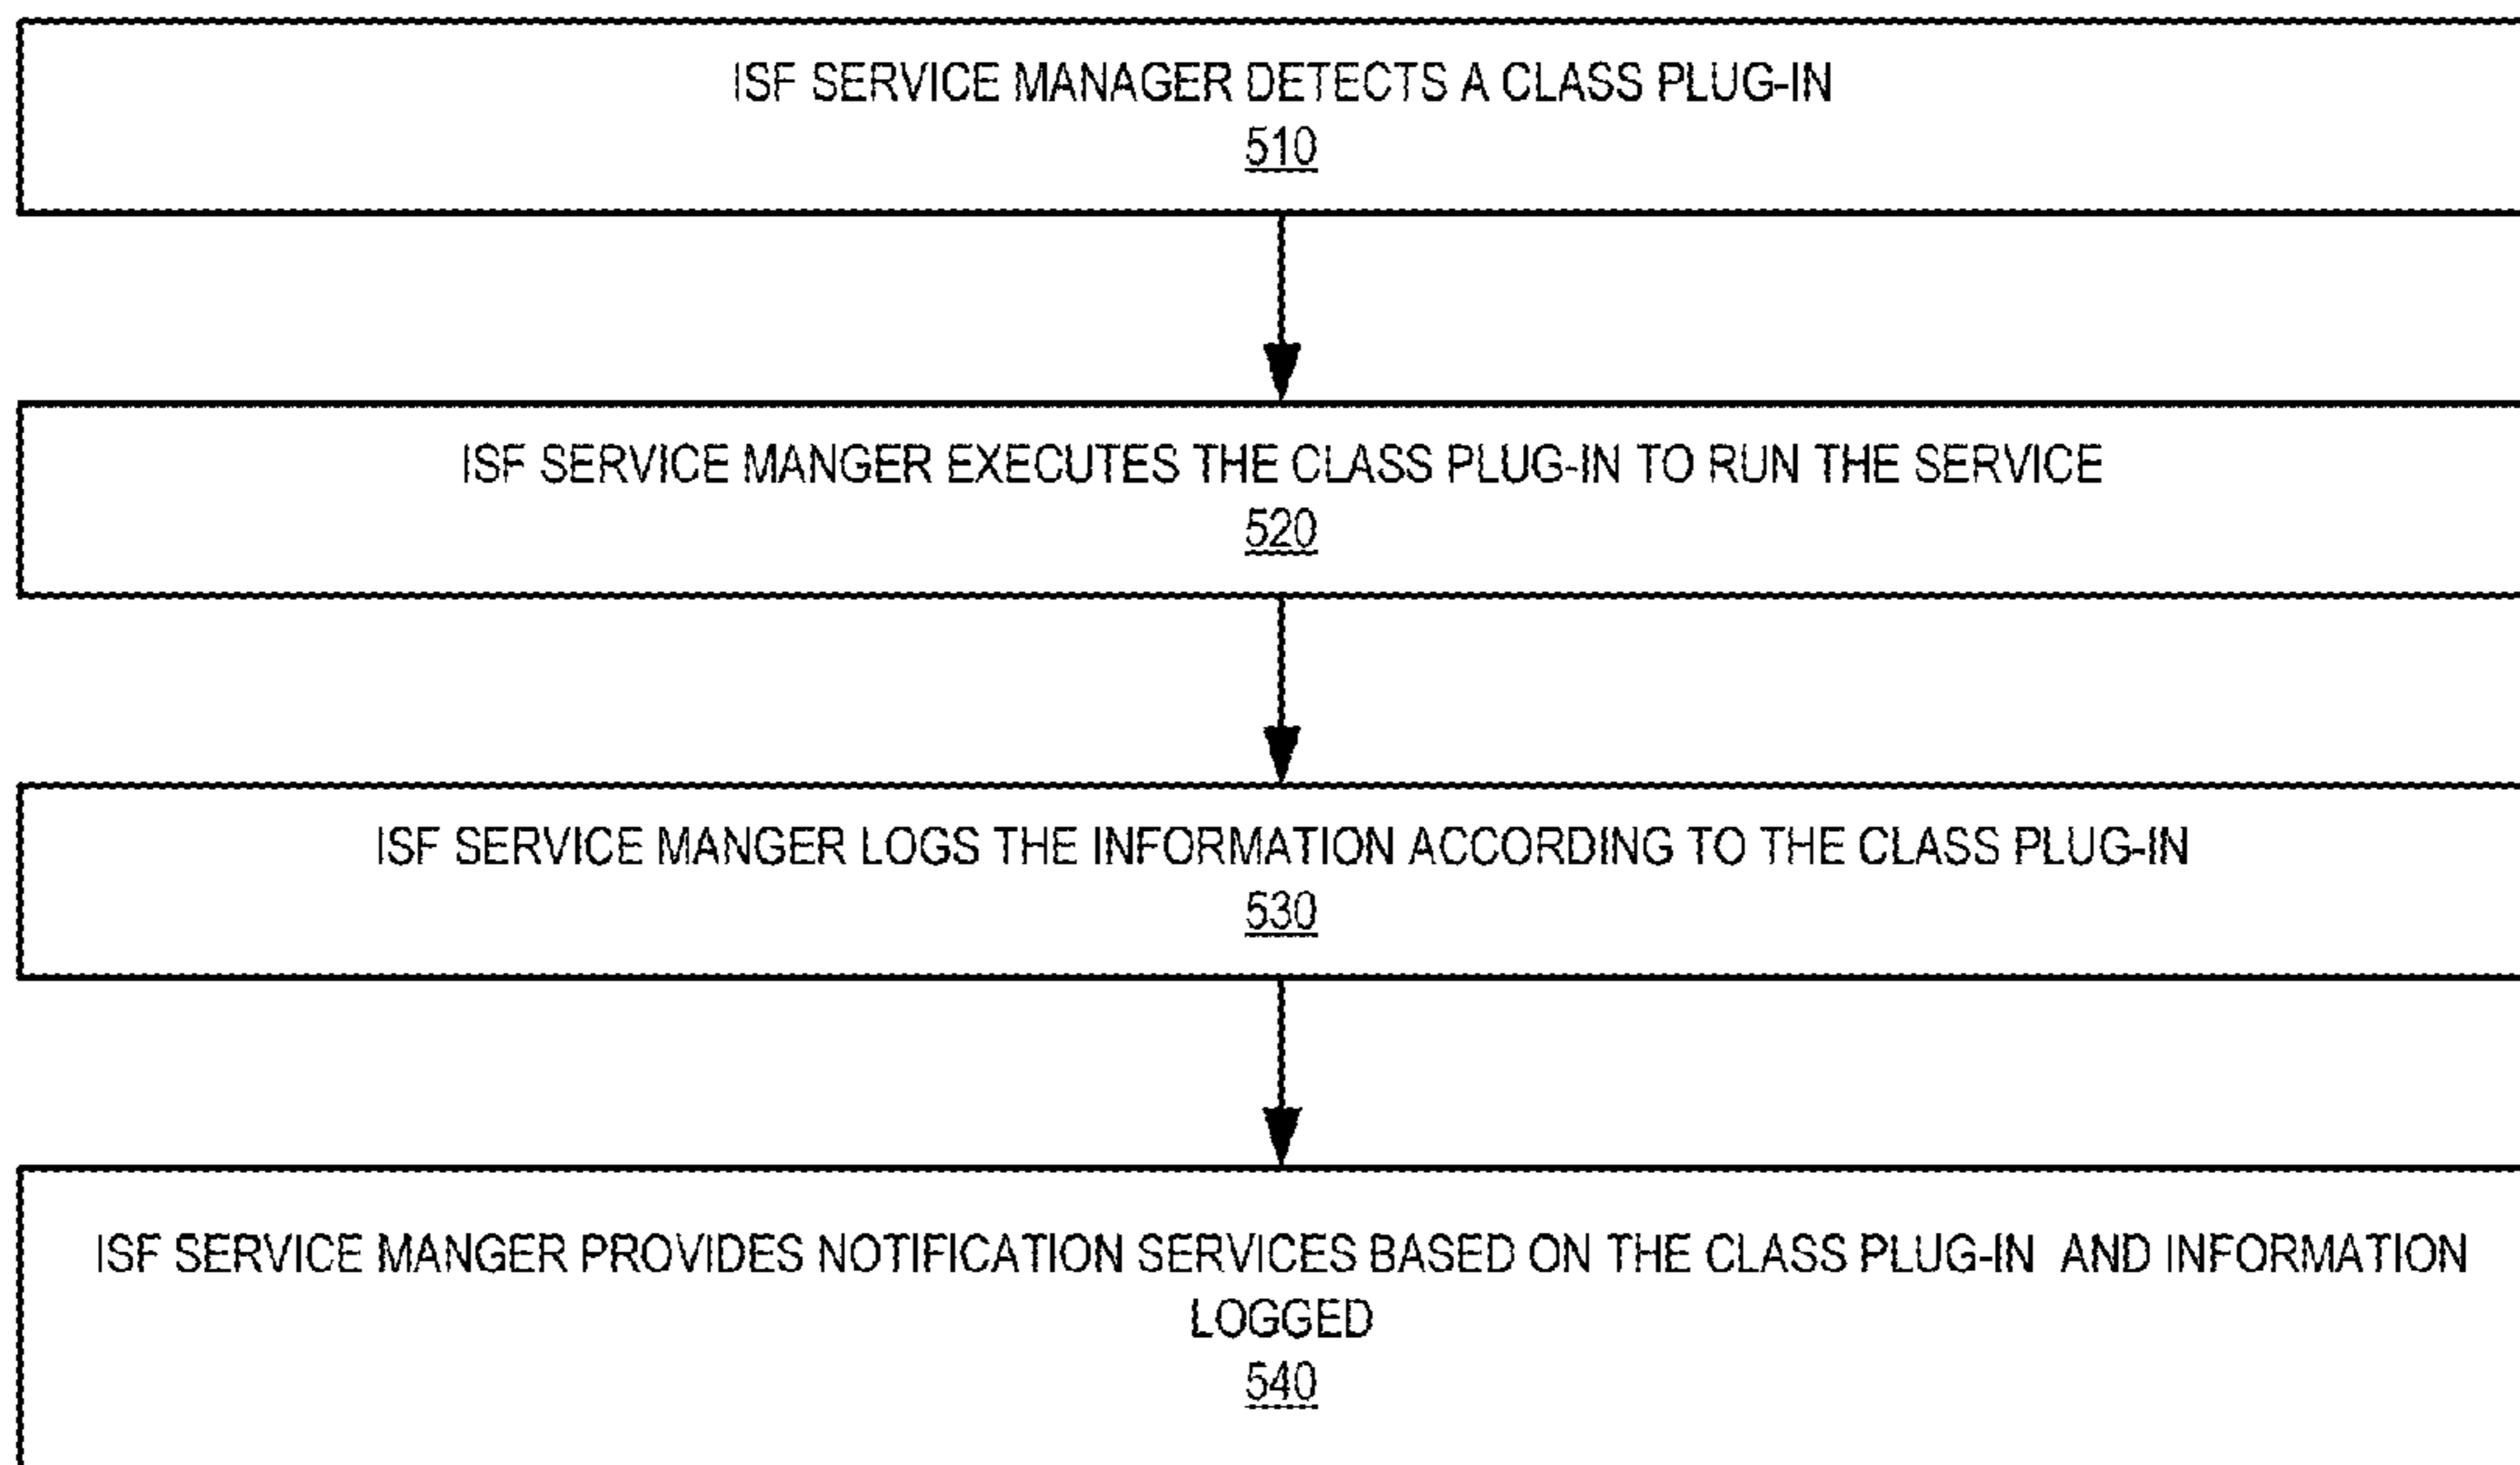 ISF SERVICE MANAGER DETECTS A CLASS PLUG-IN
510
ISF SERVICE MANGER EXECUTES THE CLASS PLUG-IN TO RUN THE SERVICE
520
ISF SERVICE MANGER LOGS THE INFORMATION ACCORDING TO THE CLASS PLUG-IN
530
ISF SERVICE MANGER PROVIDES NOTIFICATION SERVICES BASED ON THE CLASS PLUG-IN AND INFORMATION
LOGGED
540